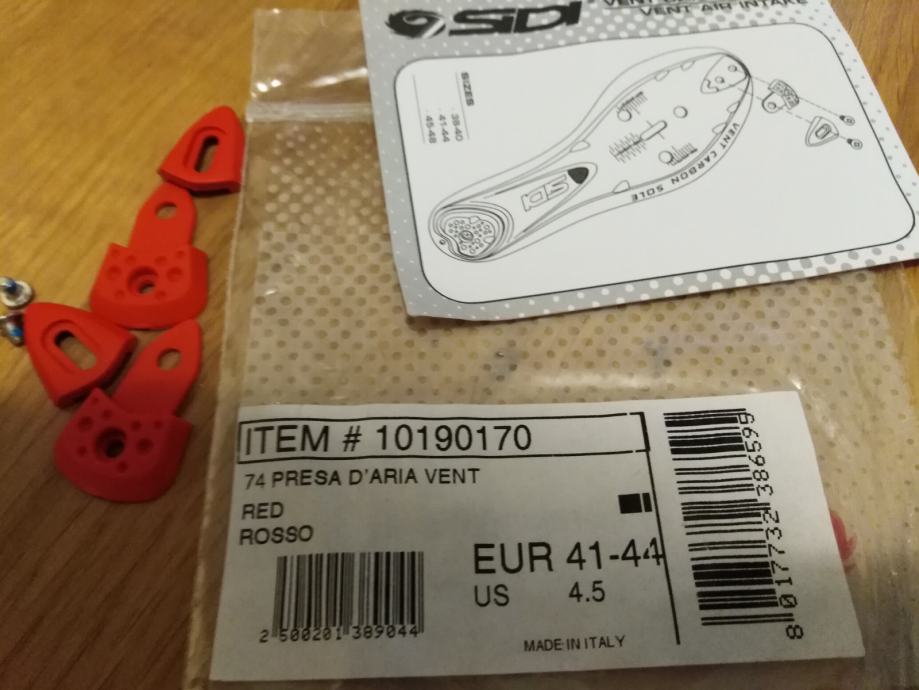 SIDI
VENT AIR INTAKE
SIZES
38-40
41-44
45-48
SIDI
VENT CARBON SOLE
ITEM # 10190170
74 PRESA D'ARIA VENT
RED
ROSSO
EUR 41-44
US 4.5
2 500201 389044
MADE IN ITALY
8 017732 386599